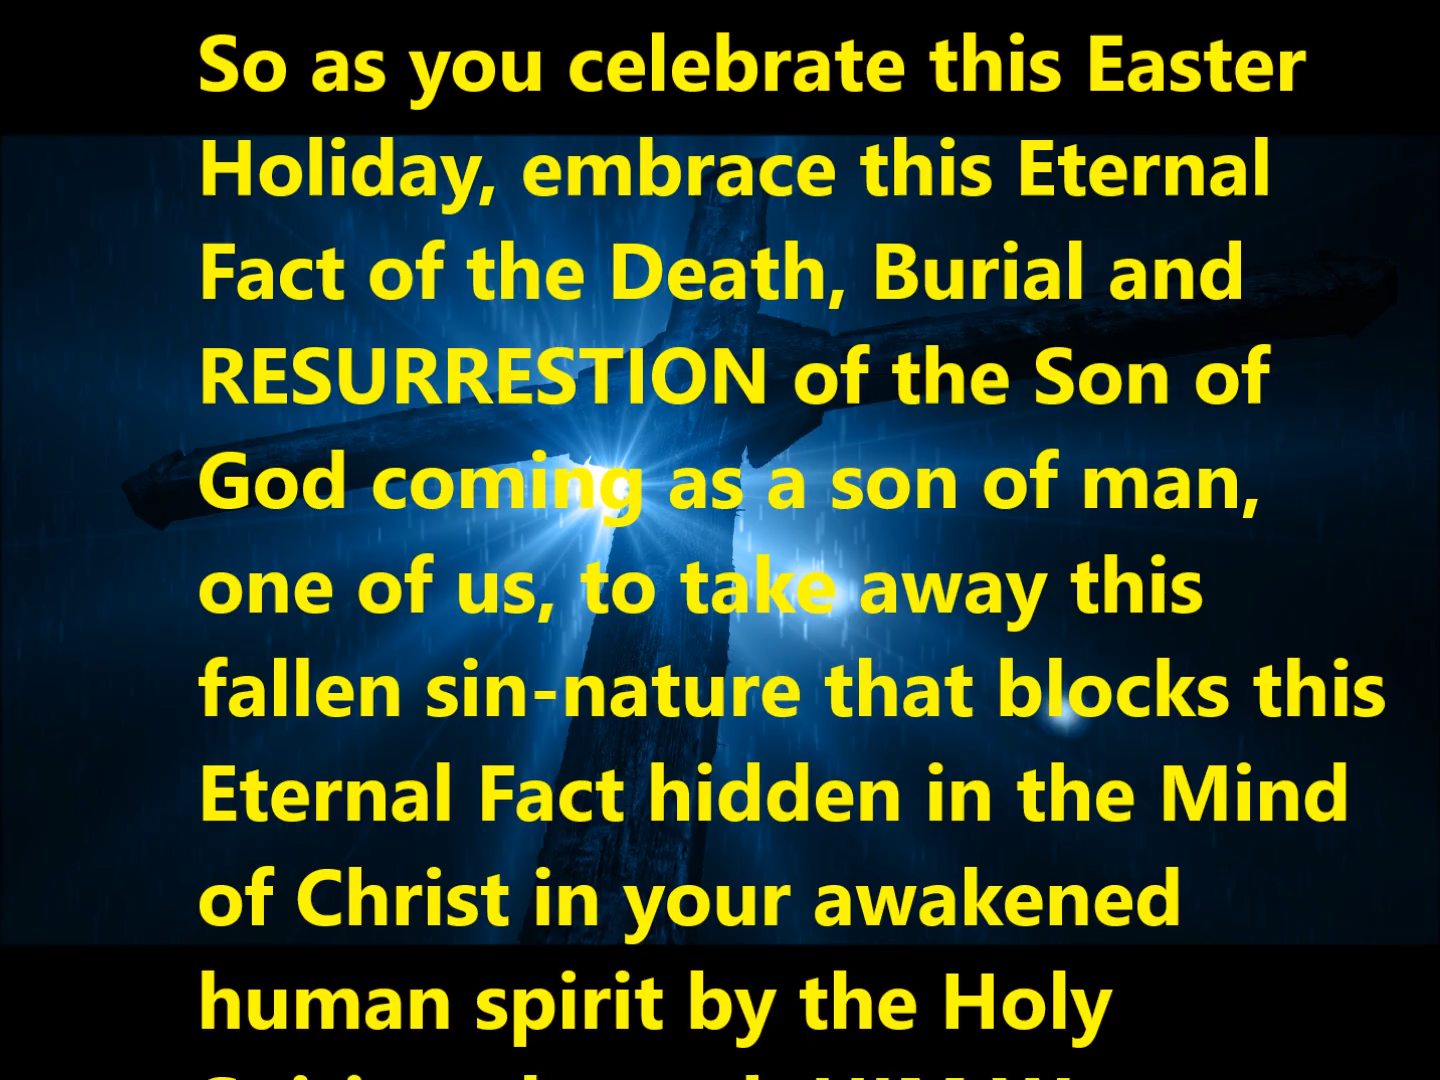 So as you celebrate this Easter
Holiday, embrace this Eternal
Fact of the Death, Burial and
RESURRESTION of the Son of
God coming as a son of man,
one of us, to take away this
fallen sin-nature that blocks this
Eternal Fact hidden in the Mind
of Christ in your awakened
human spirit by the Holy